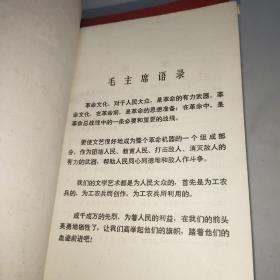 毛主席语录
革命文化，对于人民大众，是革命的有力武器。革
命文化，在革命前，是革命的思想准备；在革命中，是
革命总战线中的一条必要和重要的战线。
要使文艺很好地成为整个革命机器的一个组成部
分，作为团结人民、教育人民、打击敌人、消灭敌人的
有力的武器，帮助人民同心同德地和敌人作斗争。
我们的文学艺术都是为人民大众的，首先是为工农
兵的，为工农兵而创作，为工农兵所利用的。
成千成万的先烈，为着人民的利益，在我们的前头
英勇地牺牲了，让我们高举起他们的旗帜，踏着他们的
血迹前进吧！